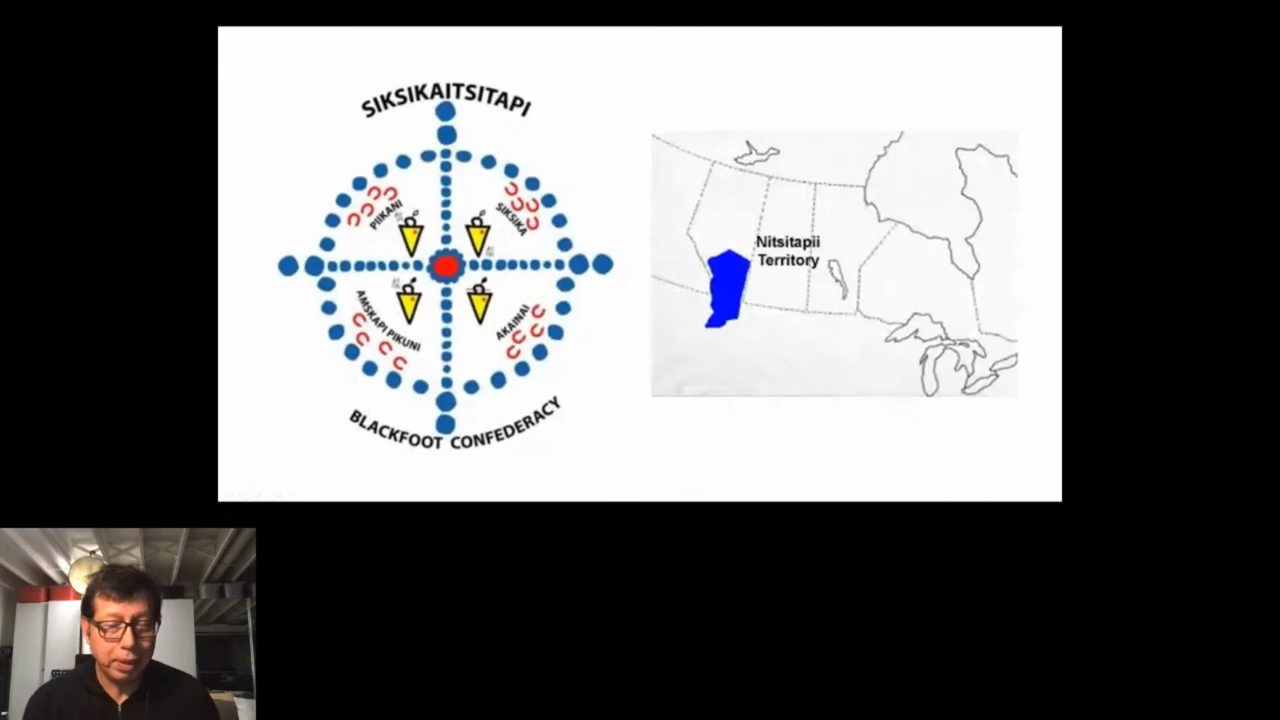 SIKSIKAITSITAPI
PIIKANI
SIKSIKA
AMSKAPI PIKUNI
AKAINAI
BLACKFOOT CONFEDERACY
Nitsitapii
Territory